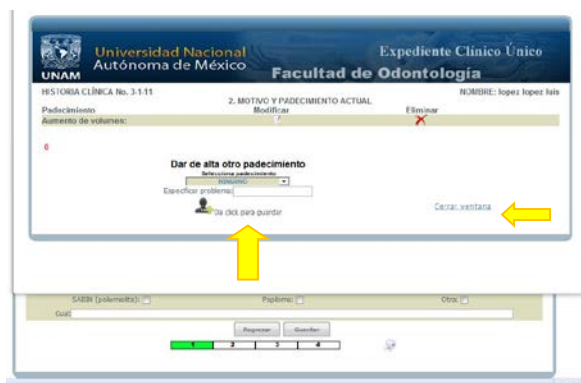 Universidad Nacional
Autónoma de México
Expediente Clínico Único
UNAM
Facultad de Odontología
HISTORIA CLÍNICA No. 3-1-11
NOMBRE: lopez lopez luis
2. MOTIVO Y PADECIMIENTO ACTUAL
Padecimiento Modificar Eliminar
Aumento de volumen:
0
Dar de alta otro padecimiento
Selecciona padecimiento
NINGUNO
Especificar problema:
Da click para guardar
Cerrar ventana
SABIN (poliomelitis): Papiloma: Otra:
Cual:
Regresar Guardar
1 2 3 4